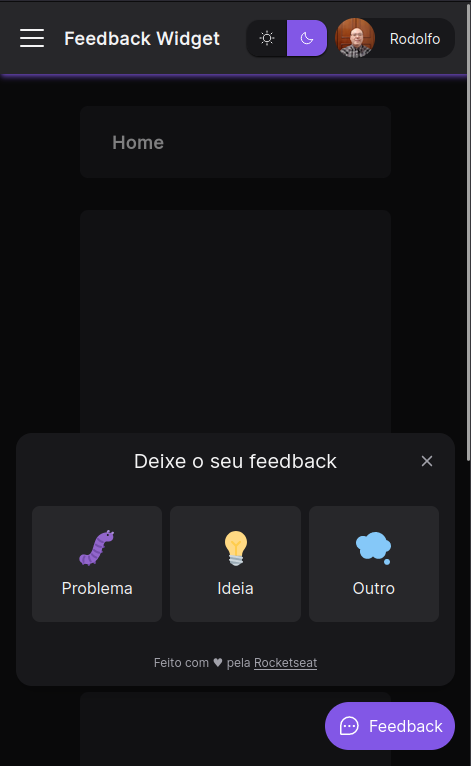 Feedback Widget
Rodolfo
Home
Deixe o seu feedback
Problema
Ideia
Outro
Feito com ♥ pela Rocketseat
Feedback